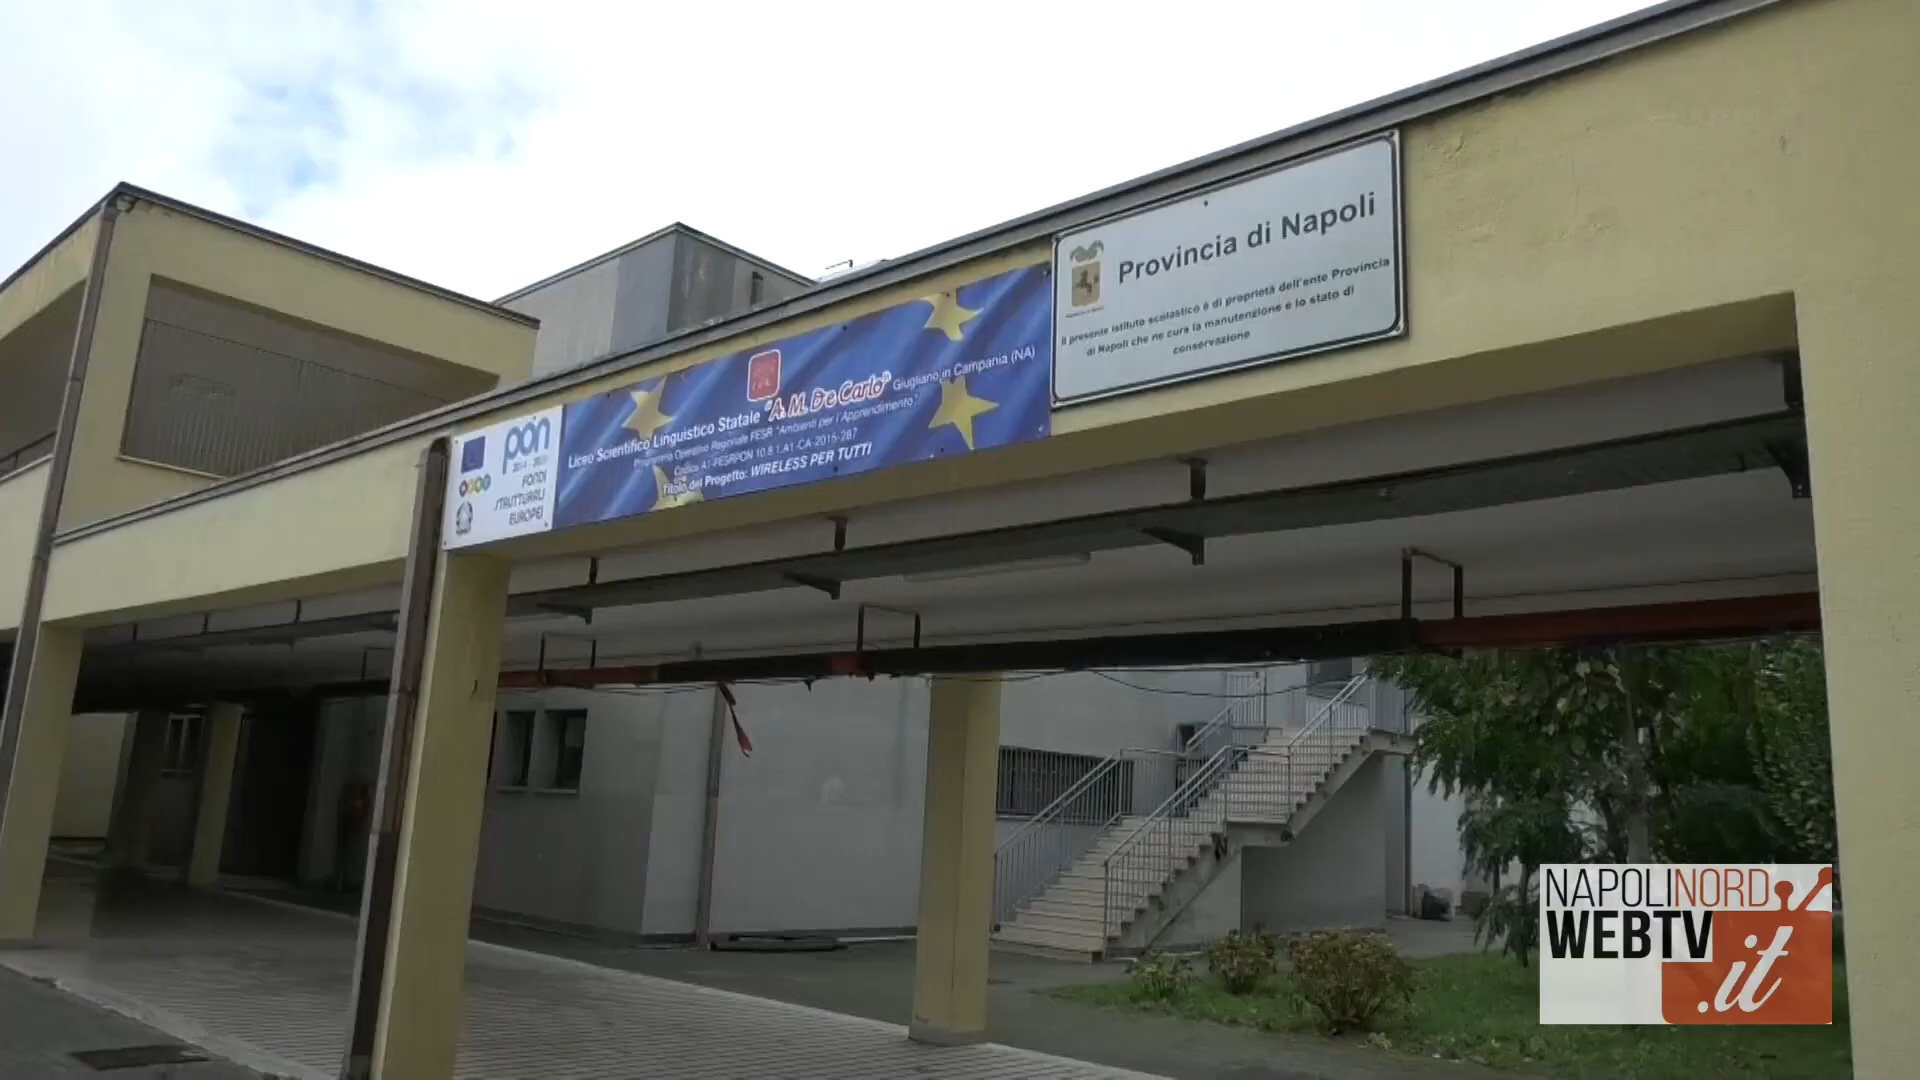 pon
2014-2020
FONDI
STRUTTURALI
EUROPEI
Liceo Scientifico Linguistico Statale "A. M. De Carlo" Giugliano in Campania (NA)
Programma Operativo Regionale FESR "Ambienti per l'Apprendimento"
Codice A1-FESRPON 10.8.1.A1-CA-2015-287
Titolo del Progetto: WIRELESS PER TUTTI
Provincia di Napoli
Il presente istituto scolastico è di proprietà dell'ente Provincia
di Napoli che ne cura la manutenzione e lo stato di
conservazione
NAPOLINORD
WEBTV
.it